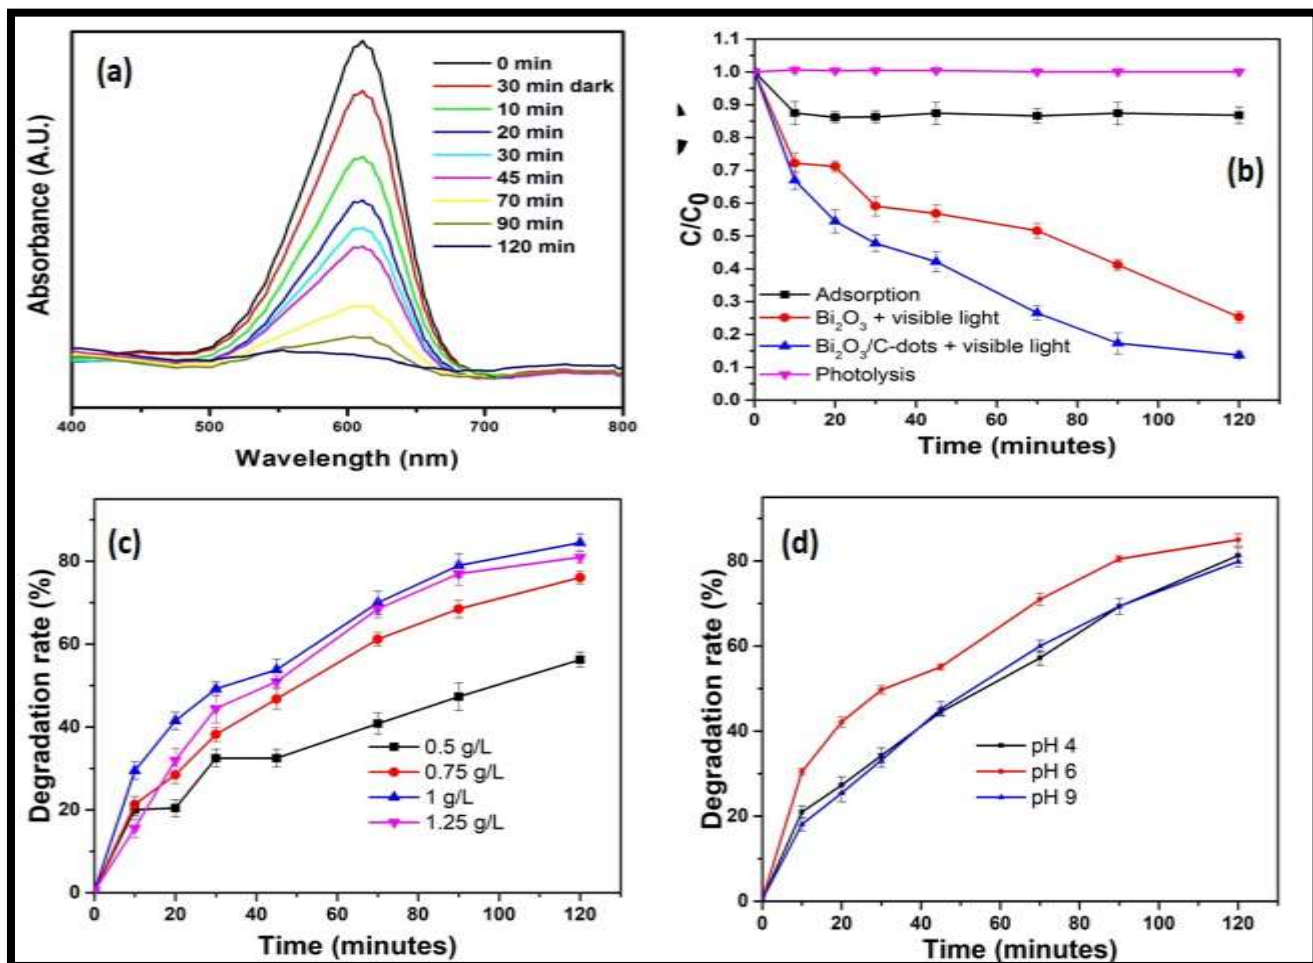 (a)
0 min
30 min dark
10 min
20 min
30 min
45 min
70 min
90 min
120 min
Absorbance (A.U.)
400 500 600 700 800
Wavelength (nm)
(b)
1.1
1.0
0.9
0.8
0.7
0.6
0.5
0.4
0.3
0.2
0.1
0.0
C/C0
Adsorption
Bi2O3 + visible light
Bi2O3/C-dots + visible light
Photolysis
0 20 40 60 80 100 120
Time (minutes)
(c)
80
60
40
20
0
Degradation rate (%)
0.5 g/L
0.75 g/L
1 g/L
1.25 g/L
0 20 40 60 80 100 120
Time (minutes)
(d)
80
60
40
20
0
Degradation rate (%)
pH 4
pH 6
pH 9
0 20 40 60 80 100 120
Time (minutes)